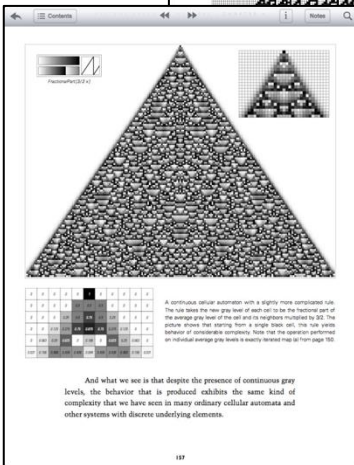 Contents
Notes
FractionalPart[3/2 x]
A continuous cellular automaton with a slightly more complicated rule.
The rule takes the new gray level of each cell to be the fractional part of
the average gray level of the cell and its neighbors multiplied by 3/2. The
picture shows that starting from a single black cell, this rule yields
behavior of considerable complexity. Note that the operation performed
on individual average gray levels is exactly iterated map (a) from page 150.
And what we see is that despite the presence of continuous gray
levels, the behavior that is produced exhibits the same kind of
complexity that we have seen in many ordinary cellular automata and
other systems with discrete underlying elements.
157